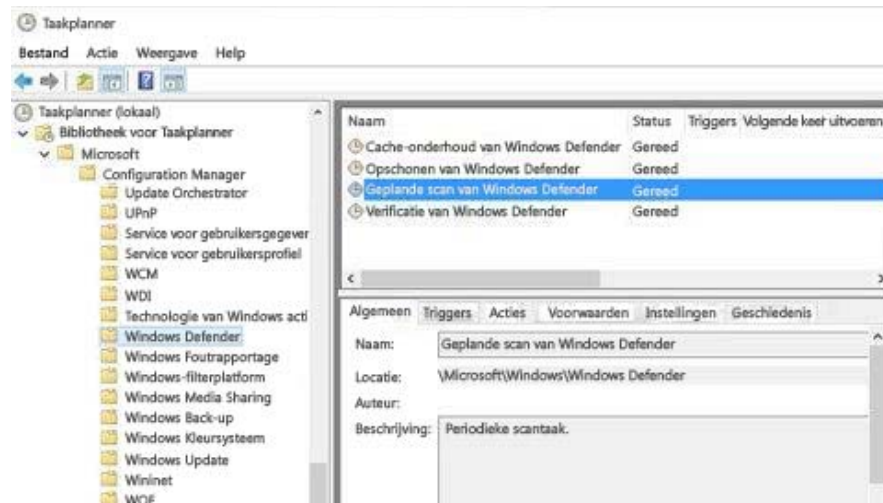 Taakplanner
Bestand Actie Weergave Help
Taakplanner (lokaal)
Bibliotheek voor Taakplanner
Microsoft
Configuration Manager
Update Orchestrator
UPnP
Service voor gebruikersgegever
Service voor gebruikersprofiel
WCM
WDI
Technologie van Windows acti
Windows Defender
Windows Foutrapportage
Windows-filterplatform
Windows Media Sharing
Windows Back-up
Windows Kleursysteem
Windows Update
Wininet
WOF
Naam Status Triggers Volgende keer uitvoeren
Cache-onderhoud van Windows Defender Gereed
Opschonen van Windows Defender Gereed
Geplande scan van Windows Defender Gereed
Verificatie van Windows Defender Gereed
Algemeen Triggers Acties Voorwaarden Instellingen Geschiedenis
Naam: Geplande scan van Windows Defender
Locatie: \Microsoft\Windows\Windows Defender
Auteur:
Beschrijving: Periodieke scantaak.